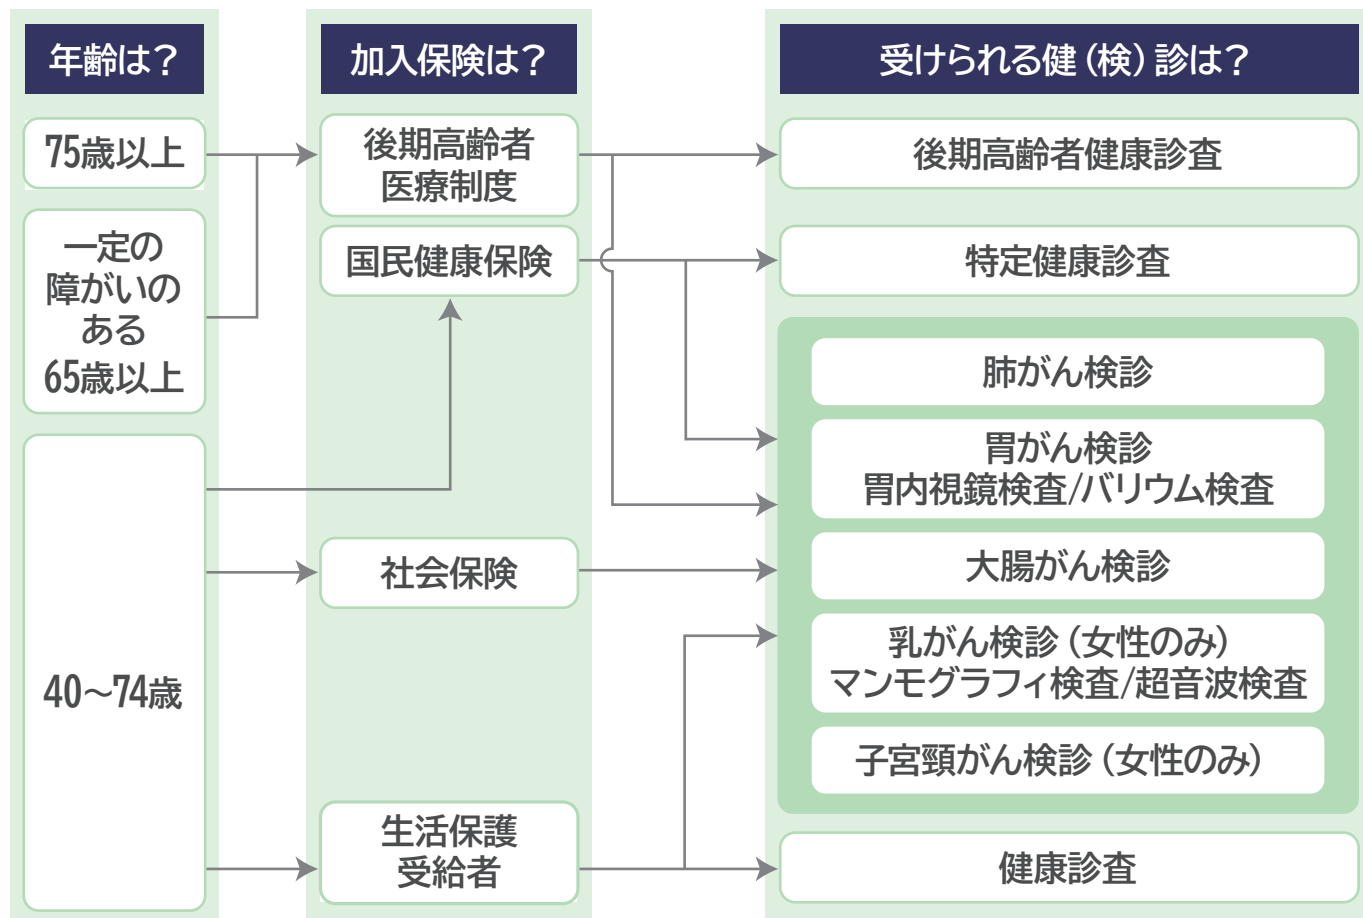 年齢は?
加入保険は?
受けられる健(検)診は?
75歳以上
一定の
障がいの
ある
65歳以上
40～74歳
後期高齢者
医療制度
国民健康保険
社会保険
生活保護
受給者
後期高齢者健康診査
特定健康診査
肺がん検診
胃がん検診
胃内視鏡検査/バリウム検査
大腸がん検診
乳がん検診(女性のみ)
マンモグラフィ検査/超音波検査
子宮頸がん検診(女性のみ)
健康診査